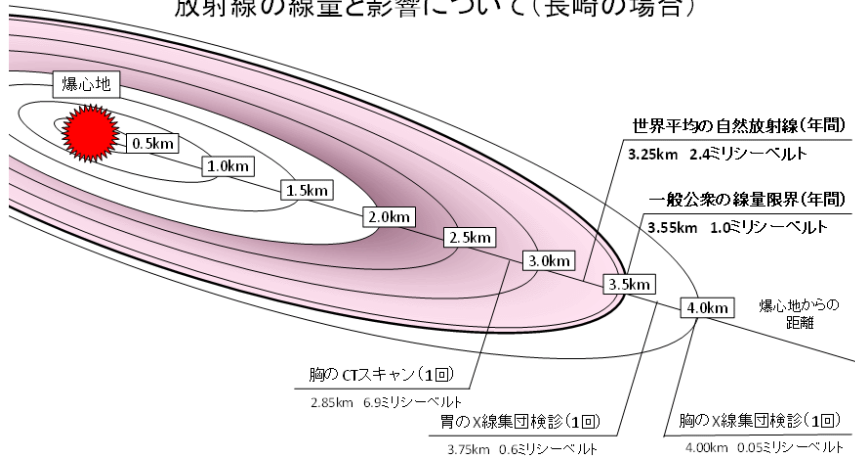 放射線の線量と影響について(長崎の場合)
爆心地
0.5km
1.0km
1.5km
2.0km
2.5km
3.0km
3.5km
4.0km
世界平均の自然放射線(年間)
3.25km 2.4ミリシーベルト
一般公衆の線量限界(年間)
3.55km 1.0ミリシーベルト
爆心地からの
距離
胸のCTスキャン(1回)
2.85km 6.9ミリシーベルト
胃のX線集団検診(1回)
3.75km 0.6ミリシーベルト
胸のX線集団検診(1回)
4.00km 0.05ミリシーベルト